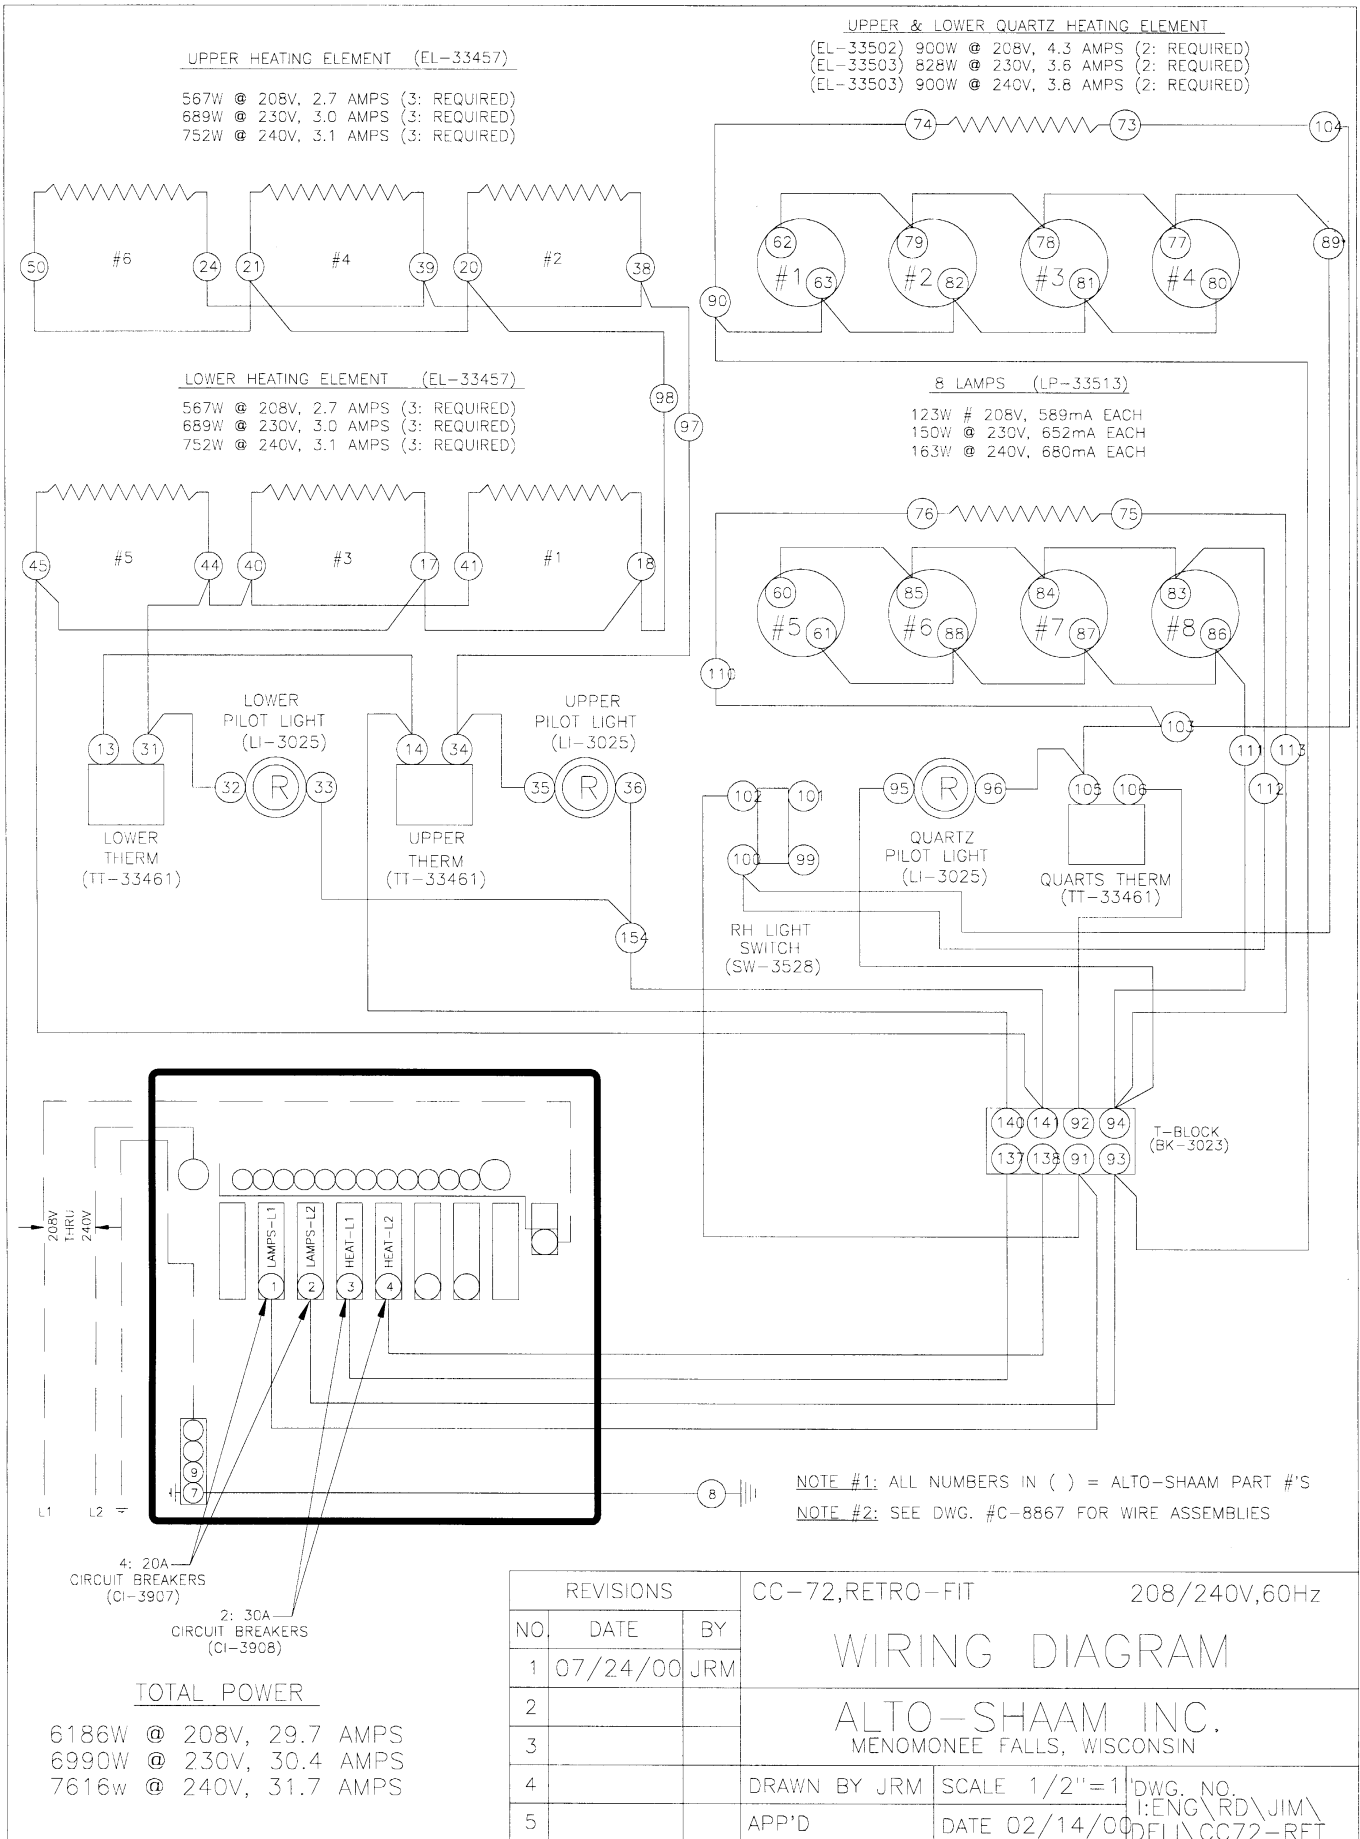 UPPER HEATING ELEMENT (EL-33457)
567W @ 208V, 2.7 AMPS (3: REQUIRED)
689W @ 230V, 3.0 AMPS (3: REQUIRED)
752W @ 240V, 3.1 AMPS (3: REQUIRED)
UPPER & LOWER QUARTZ HEATING ELEMENT
(EL-33502) 900W @ 208V, 4.3 AMPS (2: REQUIRED)
(EL-33503) 828W @ 230V, 3.6 AMPS (2: REQUIRED)
(EL-33503) 900W @ 240V, 3.8 AMPS (2: REQUIRED)
74 73 104
50 #6 24 21 #4 39 20 #2 38
62 79 78 77 89
#1 63 #2 82 #3 81 #4 80
90
LOWER HEATING ELEMENT (EL-33457)
567W @ 208V, 2.7 AMPS (3: REQUIRED)
689W @ 230V, 3.0 AMPS (3: REQUIRED)
752W @ 240V, 3.1 AMPS (3: REQUIRED)
98
97
8 LAMPS (LP-33513)
123W # 208V, 589mA EACH
150W @ 230V, 652mA EACH
163W @ 240V, 680mA EACH
76 75
45 #5 44 40 #3 17 41 #1 18
60 85 84 83
#5 61 #6 88 #7 87 #8 86
110
103
LOWER
PILOT LIGHT
(LI-3025)
UPPER
PILOT LIGHT
(LI-3025)
13 31 14 34
111 113
32 R 33 35 R 36
102 101 95 R 96 105 106 112
LOWER
THERM
(TT-33461)
UPPER
THERM
(TT-33461)
100 99
QUARTZ
PILOT LIGHT
(LI-3025)
QUARTS THERM
(TT-33461)
154
RH LIGHT
SWITCH
(SW-3528)
140 141 92 94
137 138 91 93
T-BLOCK
(BK-3023)
208V
THRU
240V
LAMPS-L1
LAMPS-L2
HEAT-L1
HEAT-L2
1 2 3 4
9
7
8
L1 L2
NOTE #1: ALL NUMBERS IN ( ) = ALTO-SHAAM PART #'S
NOTE #2: SEE DWG. #C-8867 FOR WIRE ASSEMBLIES
4: 20A
CIRCUIT BREAKERS
(CI-3907)
2: 30A
CIRCUIT BREAKERS
(CI-3908)
TOTAL POWER
6186W @ 208V, 29.7 AMPS
6990W @ 230V, 30.4 AMPS
7616w @ 240V, 31.7 AMPS
REVISIONS
NO DATE BY
1 07/24/00 JRM
2
3
4
5
CC-72,RETRO-FIT 208/240V,60Hz
WIRING DIAGRAM
ALTO-SHAAM INC.
MENOMONEE FALLS, WISCONSIN
DRAWN BY JRM SCALE 1/2"=1'
APP'D DATE 02/14/00
DWG. NO.
I:ENG\RD\JIM\
DELI\CC72-RFT